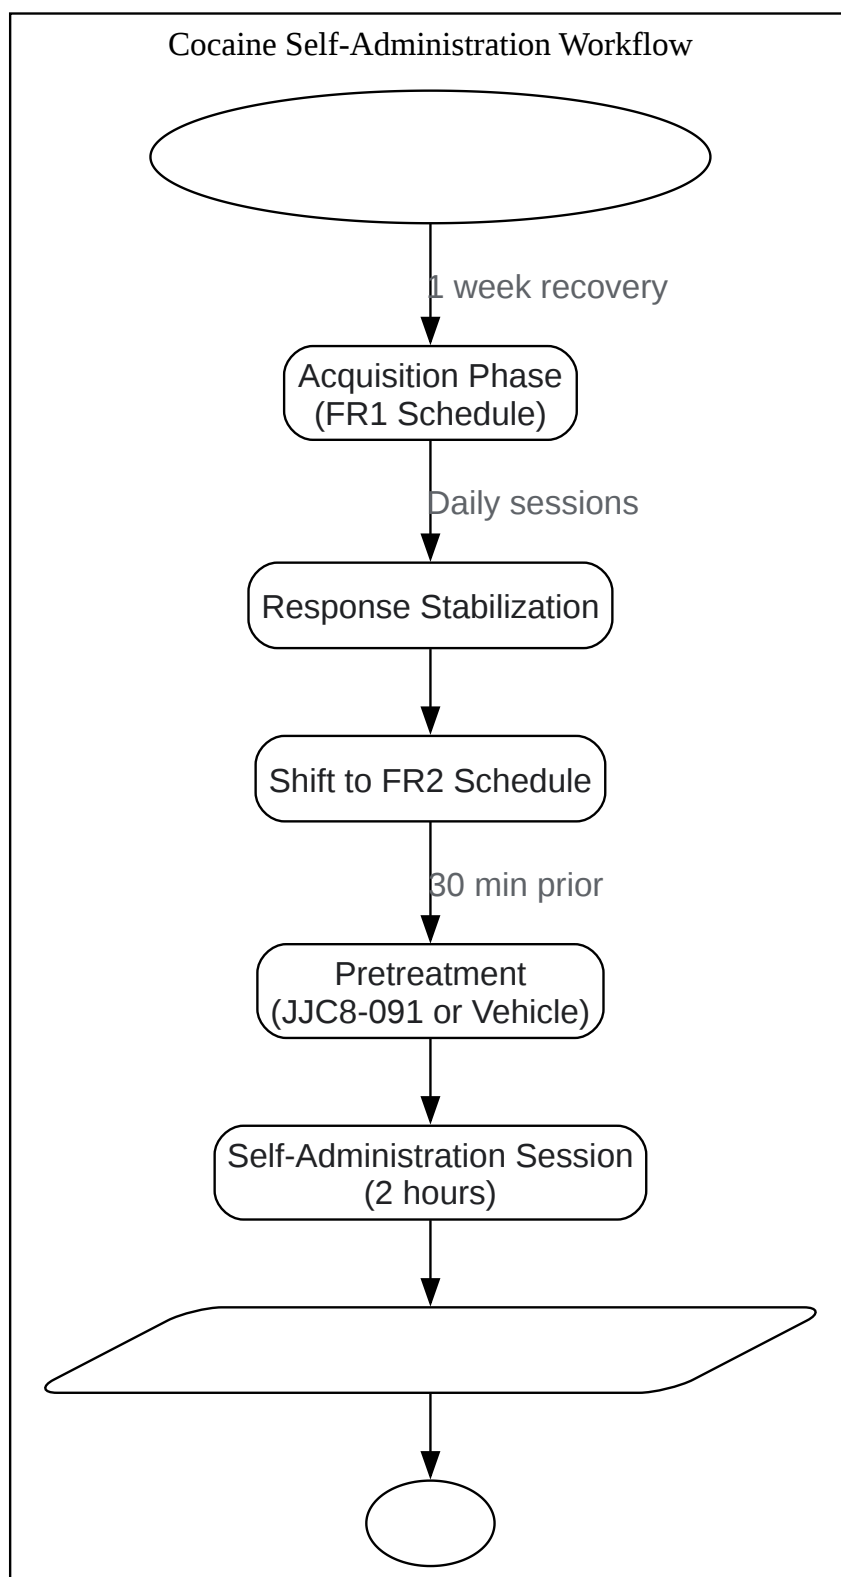 Cocaine Self-Administration Workflow
1 week recovery
Acquisition Phase
(FR1 Schedule)
Daily sessions
Response Stabilization
Shift to FR2 Schedule
30 min prior
Pretreatment
(JJC8-091 or Vehicle)
Self-Administration Session
(2 hours)